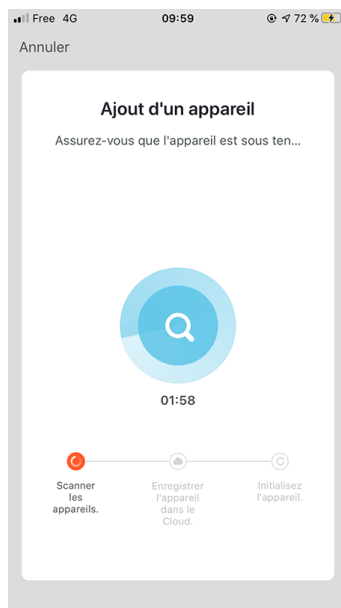 Free 4G 09:59 72 %
Annuler
Ajout d'un appareil
Assurez-vous que l'appareil est sous ten...
01:58
Scanner
les
appareils.
Enregistrer
l'appareil
dans le
Cloud.
Initialisez
l'appareil.